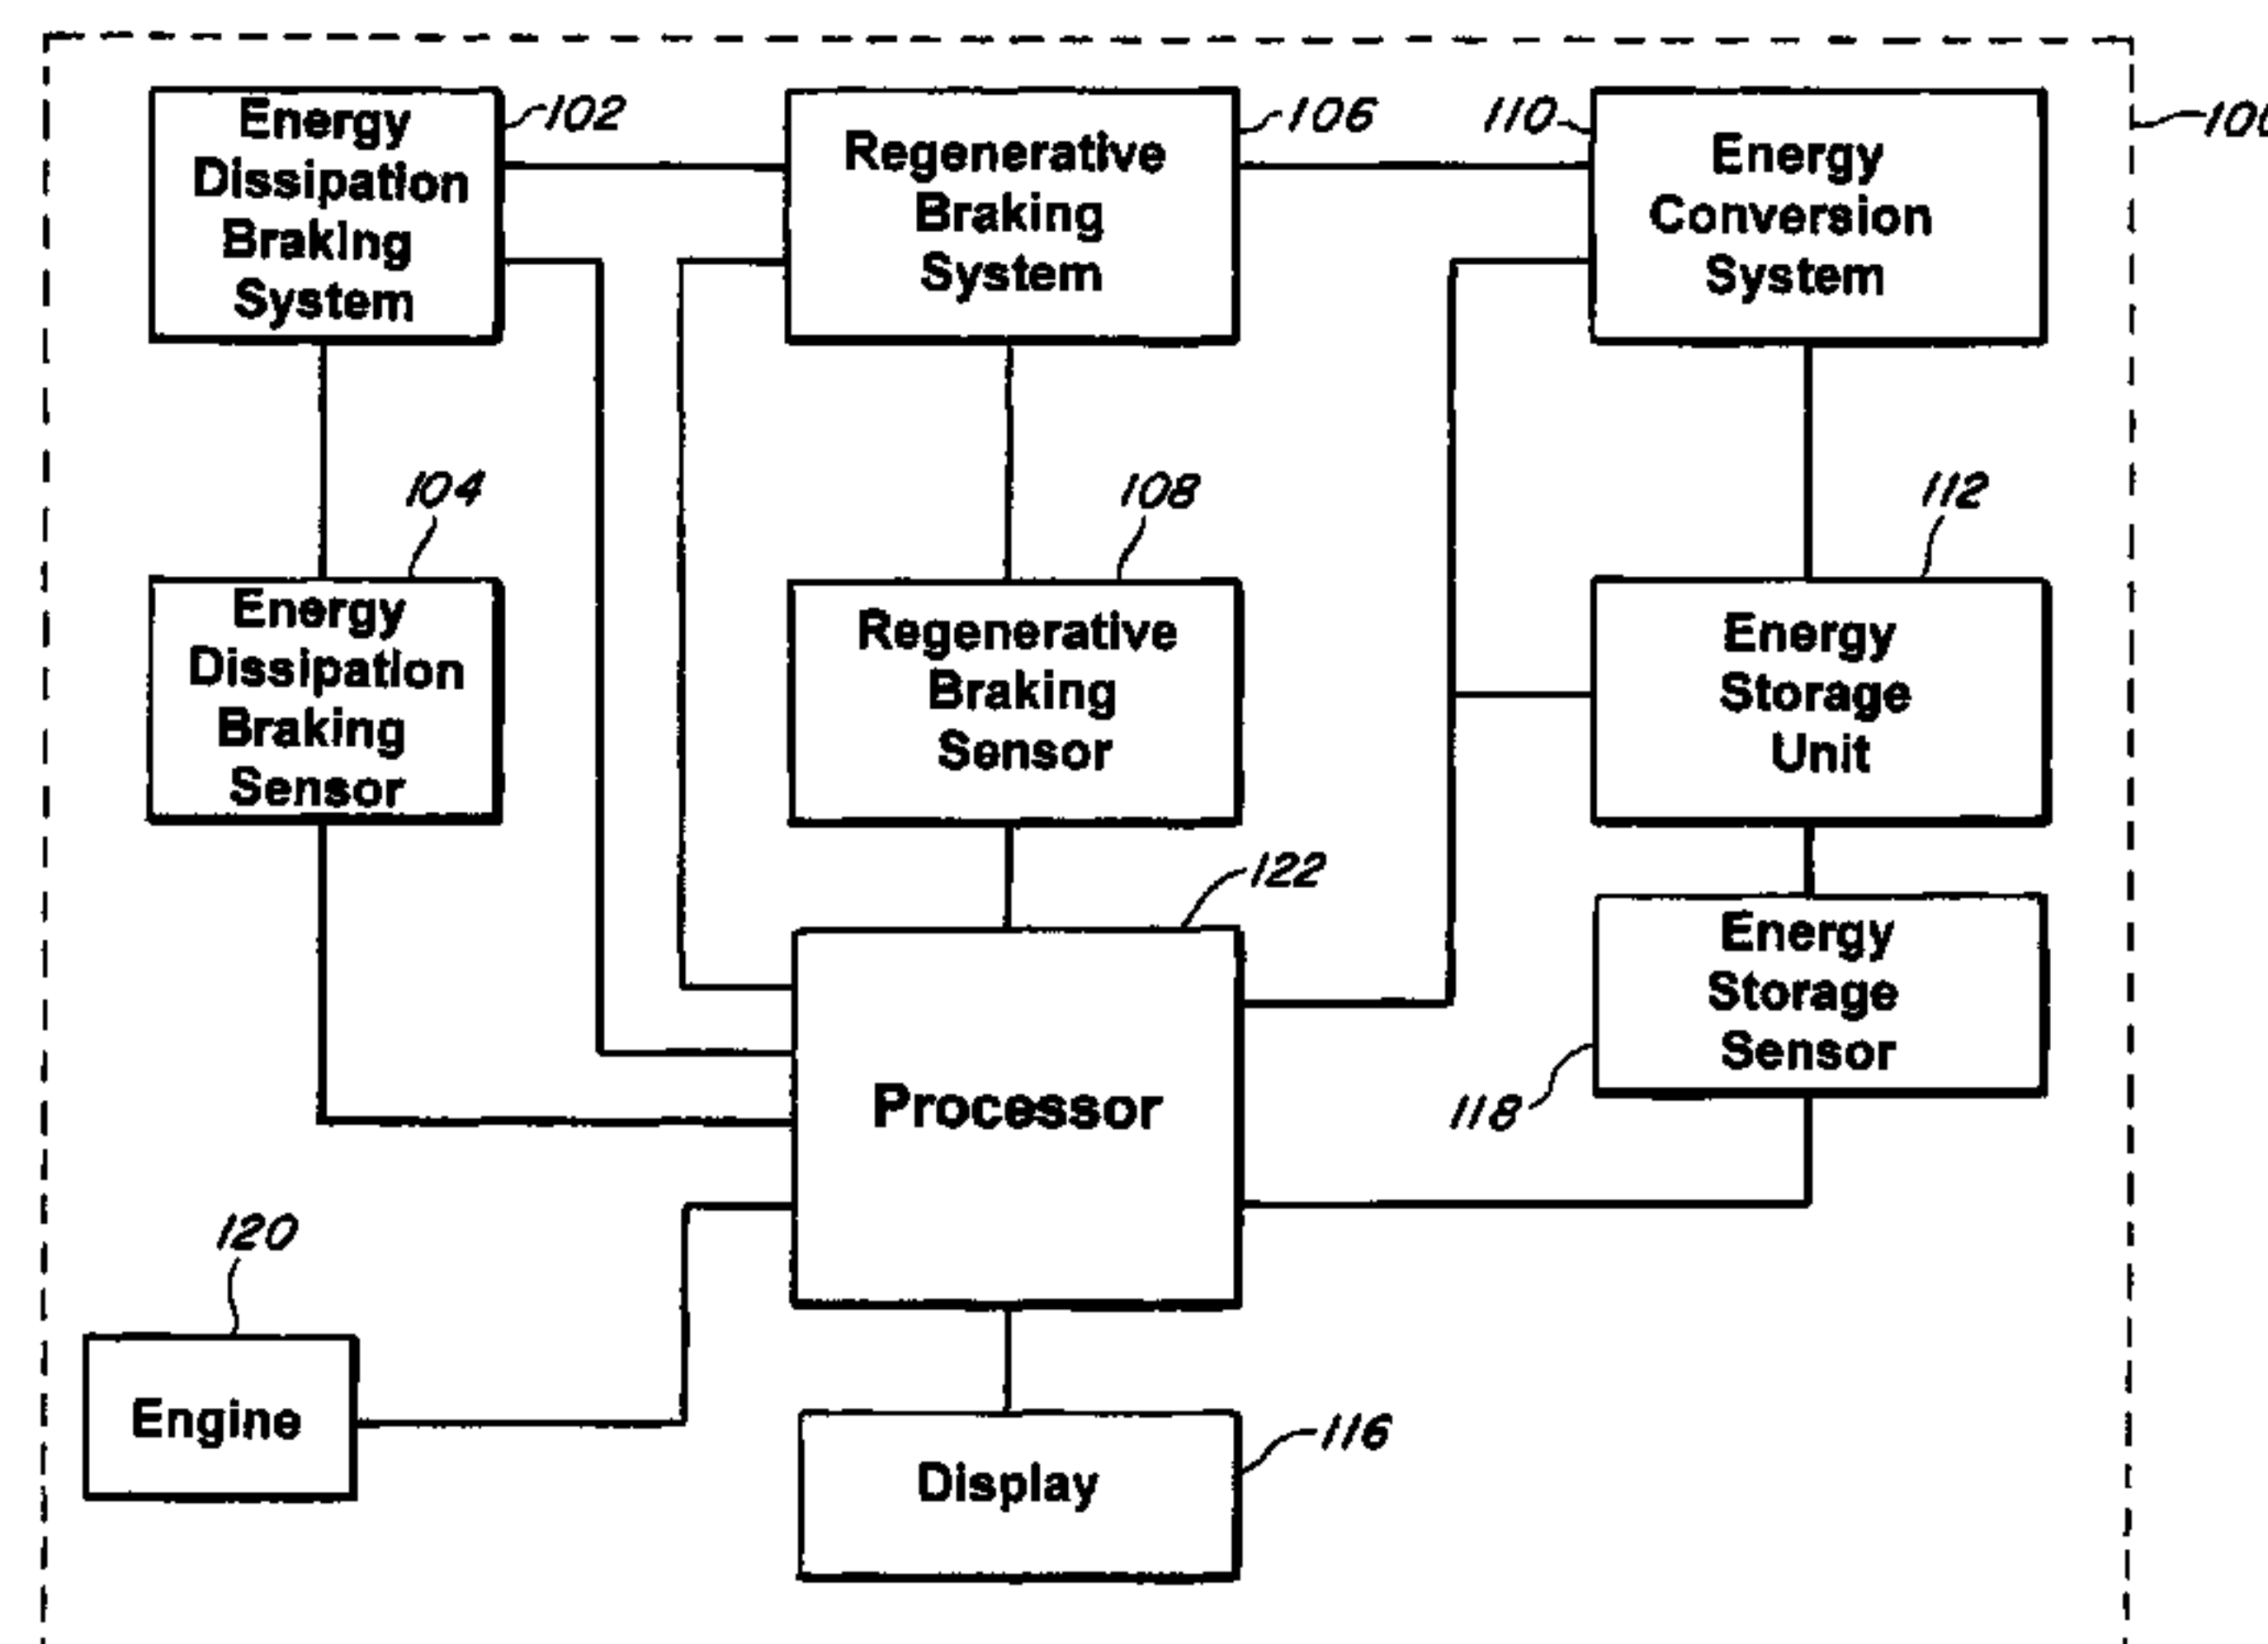 102
106
110
100
Energy
Dissipation
Braking
System
Regenerative
Braking
System
Energy
Conversion
System
104
108
112
Energy
Dissipation
Braking
Sensor
Regenerative
Braking
Sensor
Energy
Storage
Unit
122
Energy
Storage
Sensor
118
Processor
120
Engine
116
Display